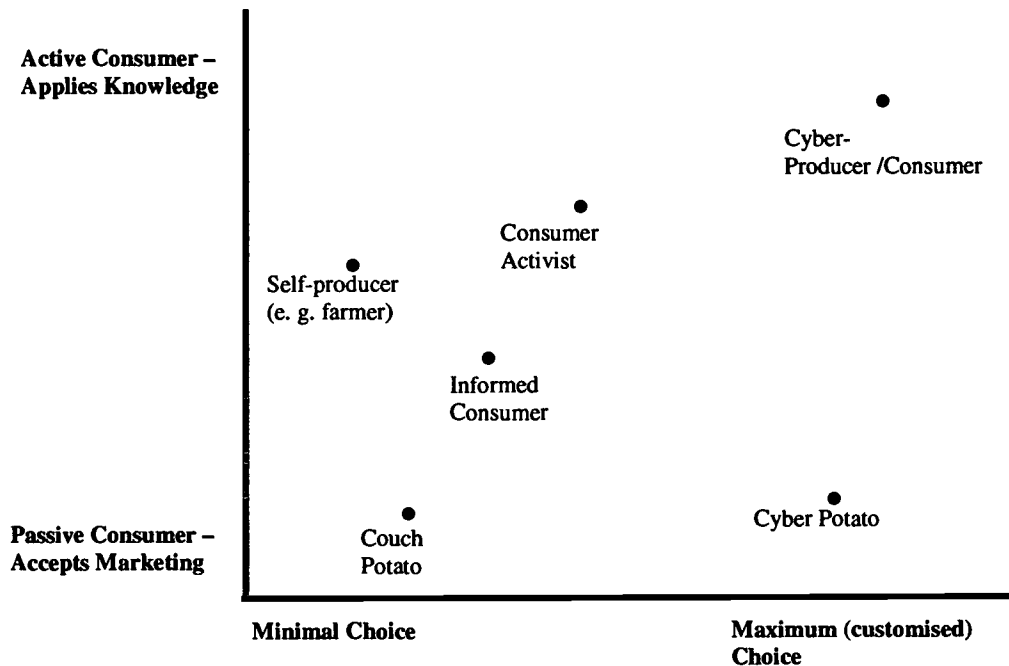 Active Consumer –
Applies Knowledge
Cyber-
Producer /Consumer
Consumer
Activist
Self-producer
(e. g. farmer)
Informed
Consumer
Cyber Potato
Passive Consumer –
Accepts Marketing
Couch
Potato
Minimal Choice
Maximum (customised)
Choice